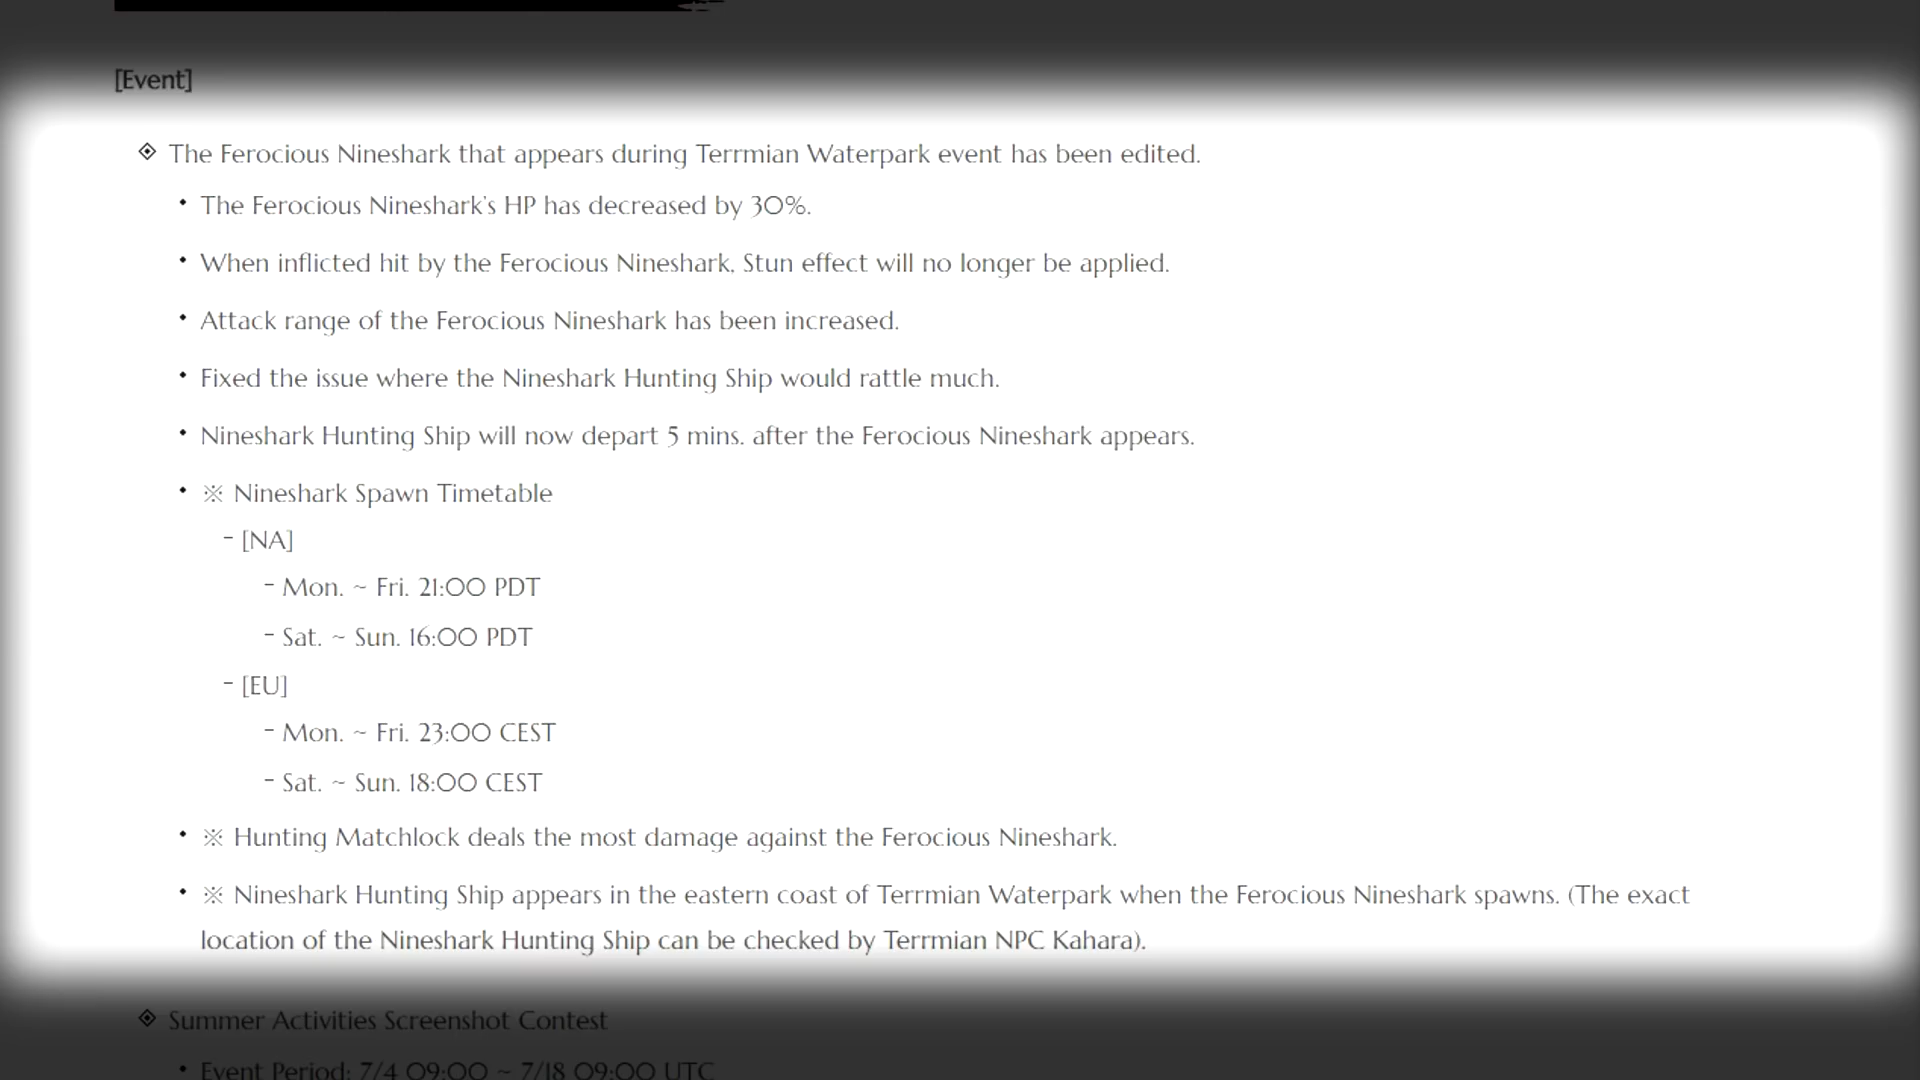 [Event]
The Ferocious Nineshark that appears during Terrmian Waterpark event has been edited.
• The Ferocious Nineshark's HP has decreased by 30%.
• When inflicted hit by the Ferocious Nineshark, Stun effect will no longer be applied.
• Attack range of the Ferocious Nineshark has been increased.
• Fixed the issue where the Nineshark Hunting Ship would rattle much.
• Nineshark Hunting Ship will now depart 5 mins. after the Ferocious Nineshark appears.
• ※ Nineshark Spawn Timetable
- [NA]
- Mon. ~ Fri. 21:00 PDT
- Sat. ~ Sun. 16:00 PDT
- [EU]
- Mon. ~ Fri. 23:00 CEST
- Sat. ~ Sun. 18:00 CEST
• ※ Hunting Matchlock deals the most damage against the Ferocious Nineshark.
• ※ Nineshark Hunting Ship appears in the eastern coast of Terrmian Waterpark when the Ferocious Nineshark spawns. (The exact
location of the Nineshark Hunting Ship can be checked by Terrmian NPC Kahara).
Summer Activities Screenshot Contest
• Event Period: 7/4 09:00 ~ 7/18 09:00 UTC